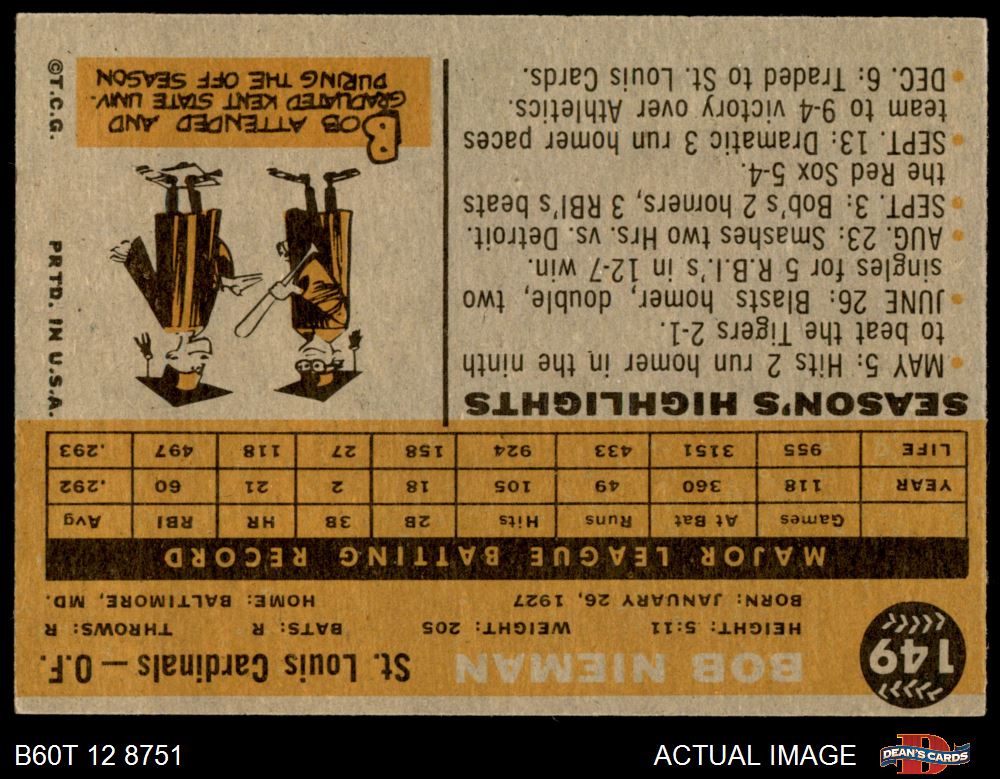 149
BOB NIEMAN St. Louis Cardinals — O.F.
HEIGHT: 5:11 WEIGHT: 205 BATS: R THROWS: R
BORN: JANUARY 26, 1927 HOME: BALTIMORE, MD.
MAJOR LEAGUE BATTING RECORD
Games At Bat Runs Hits 2B 3B HR RBI Avg
YEAR 118 360 49 105 18 2 21 60 .292
LIFE 955 3151 433 924 158 27 118 497 .293
SEASON'S HIGHLIGHTS
• MAY 5: Hits 2 run homer in the ninth
to beat the Tigers 2-1.
• JUNE 26: Blasts homer, double, two
singles for 5 R.B.I.'s in 12-7 win.
• AUG. 23: Smashes two Hrs. vs. Detroit.
• SEPT. 3: Bob's 2 homers, 3 RBI's beats
the Red Sox 5-4.
• SEPT. 13: Dramatic 3 run homer paces
team to 9-4 victory over Athletics.
• DEC. 6: Traded to St. Louis Cards.
BOB ATTENDED AND
GRADUATED KENT STATE UNIV.
DURING THE OFF SEASON
©T.C.G. PRTD. IN U.S.A.
B60T 12 8751
ACTUAL IMAGE
D
DEAN'S CARDS